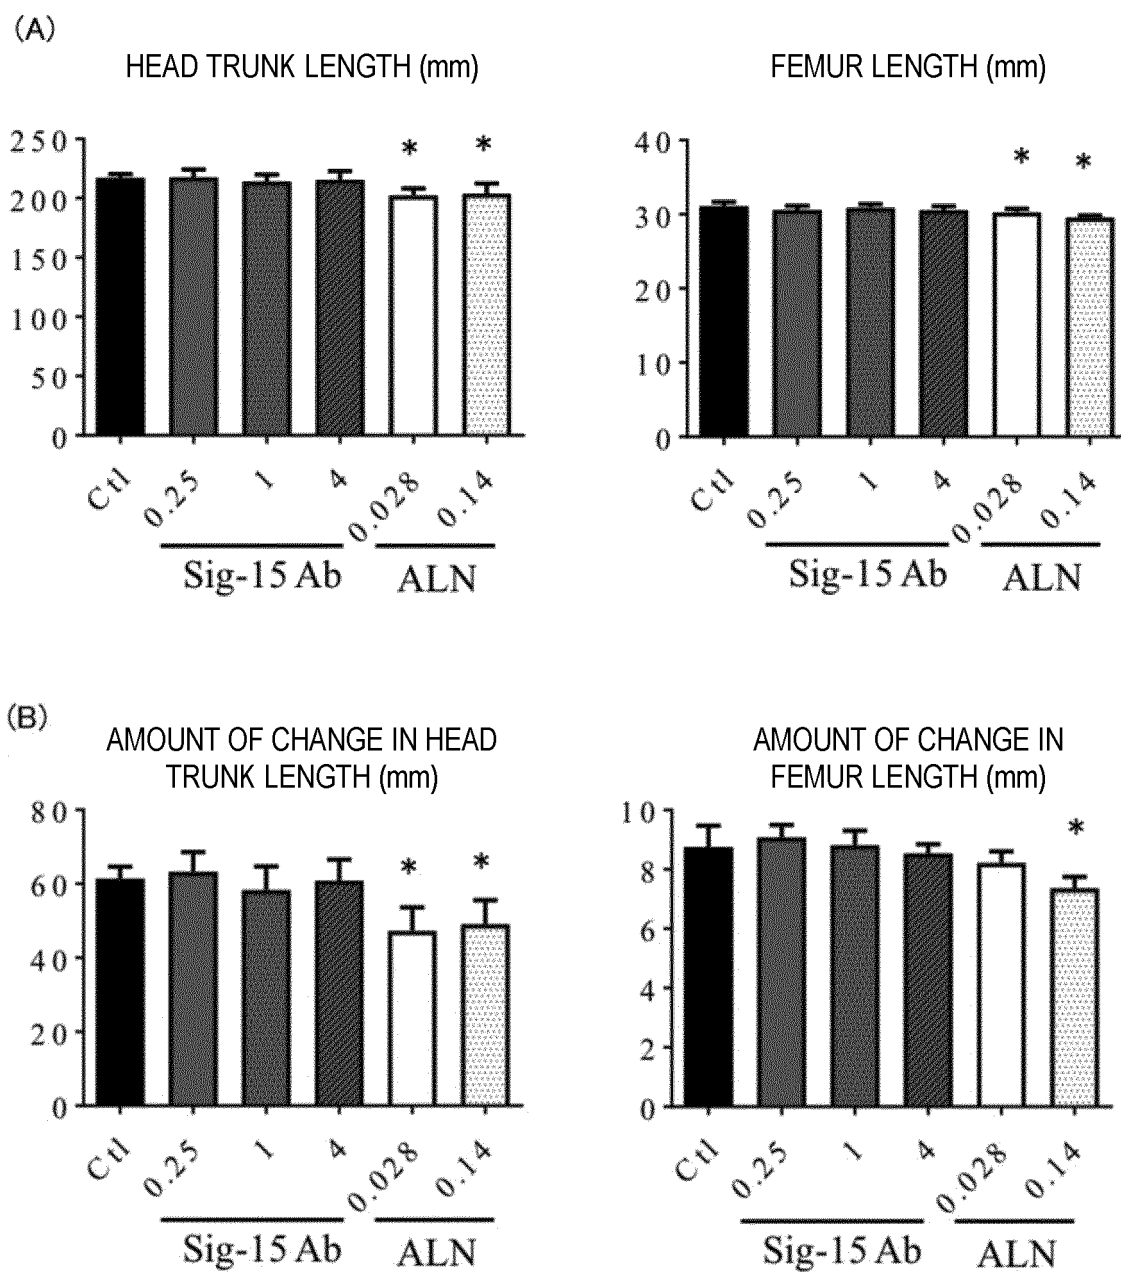 (A)
HEAD TRUNK LENGTH (mm)
250
200
150
100
50
0
* *
Ctl 0.25 1 4 0.028 0.14
Sig-15 Ab ALN
FEMUR LENGTH (mm)
40
30
20
10
0
* *
Ctl 0.25 1 4 0.028 0.14
Sig-15 Ab ALN
(B)
AMOUNT OF CHANGE IN HEAD
TRUNK LENGTH (mm)
80
60
40
20
0
* *
Ctl 0.25 1 4 0.028 0.14
Sig-15 Ab ALN
AMOUNT OF CHANGE IN
FEMUR LENGTH (mm)
10
8
6
4
2
0
*
Ctl 0.25 1 4 0.028 0.14
Sig-15 Ab ALN